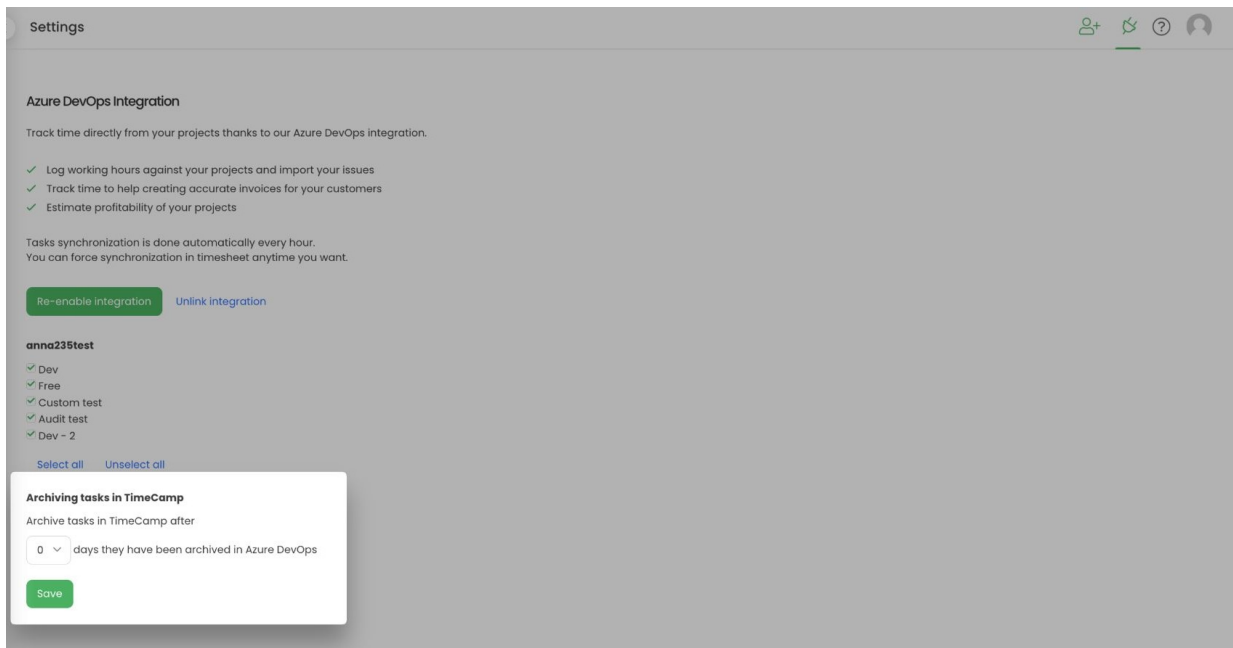 Settings
Azure DevOps Integration
Track time directly from your projects thanks to our Azure DevOps integration.
Log working hours against your projects and import your issues
Track time to help creating accurate invoices for your customers
Estimate profitability of your projects
Tasks synchronization is done automatically every hour.
You can force synchronization in timesheet anytime you want.
Re-enable integration Unlink integration
anna235test
Dev
Free
Custom test
Audit test
Dev - 2
Select all Unselect all
Archiving tasks in TimeCamp
Archive tasks in TimeCamp after
0 days they have been archived in Azure DevOps
Save